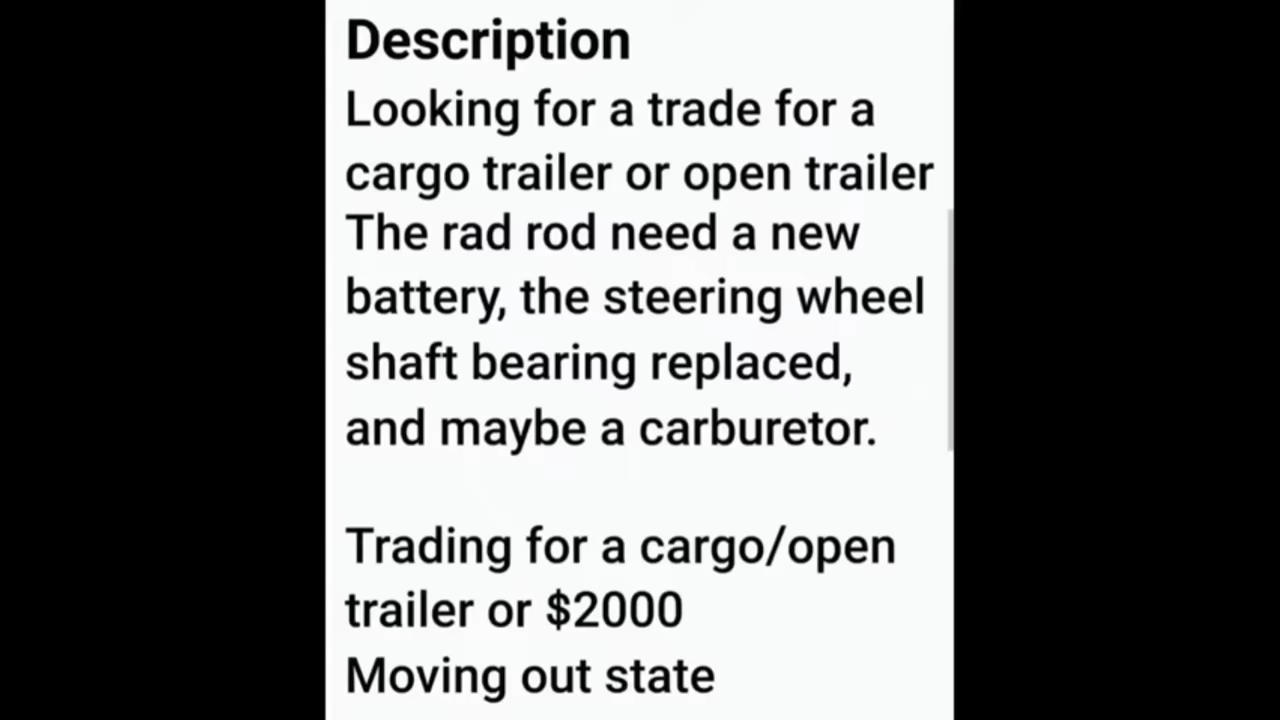 Description
Looking for a trade for a
cargo trailer or open trailer
The rad rod need a new
battery, the steering wheel
shaft bearing replaced,
and maybe a carburetor.
Trading for a cargo/open
trailer or $2000
Moving out state